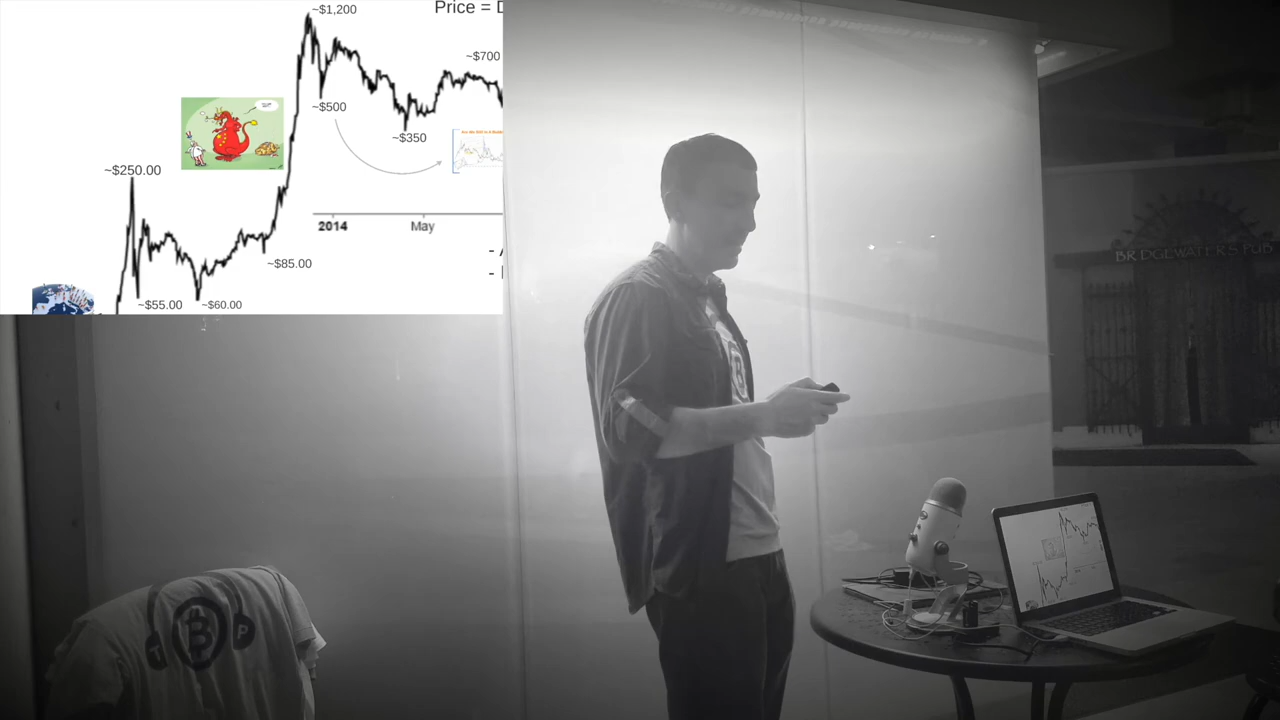 Price = D
~$1,200
~$700
~$500
~$350
~$250.00
2014 May
~$85.00
~$55.00 ~$60.00
BRIDGEWATERS PUB
B
T B P